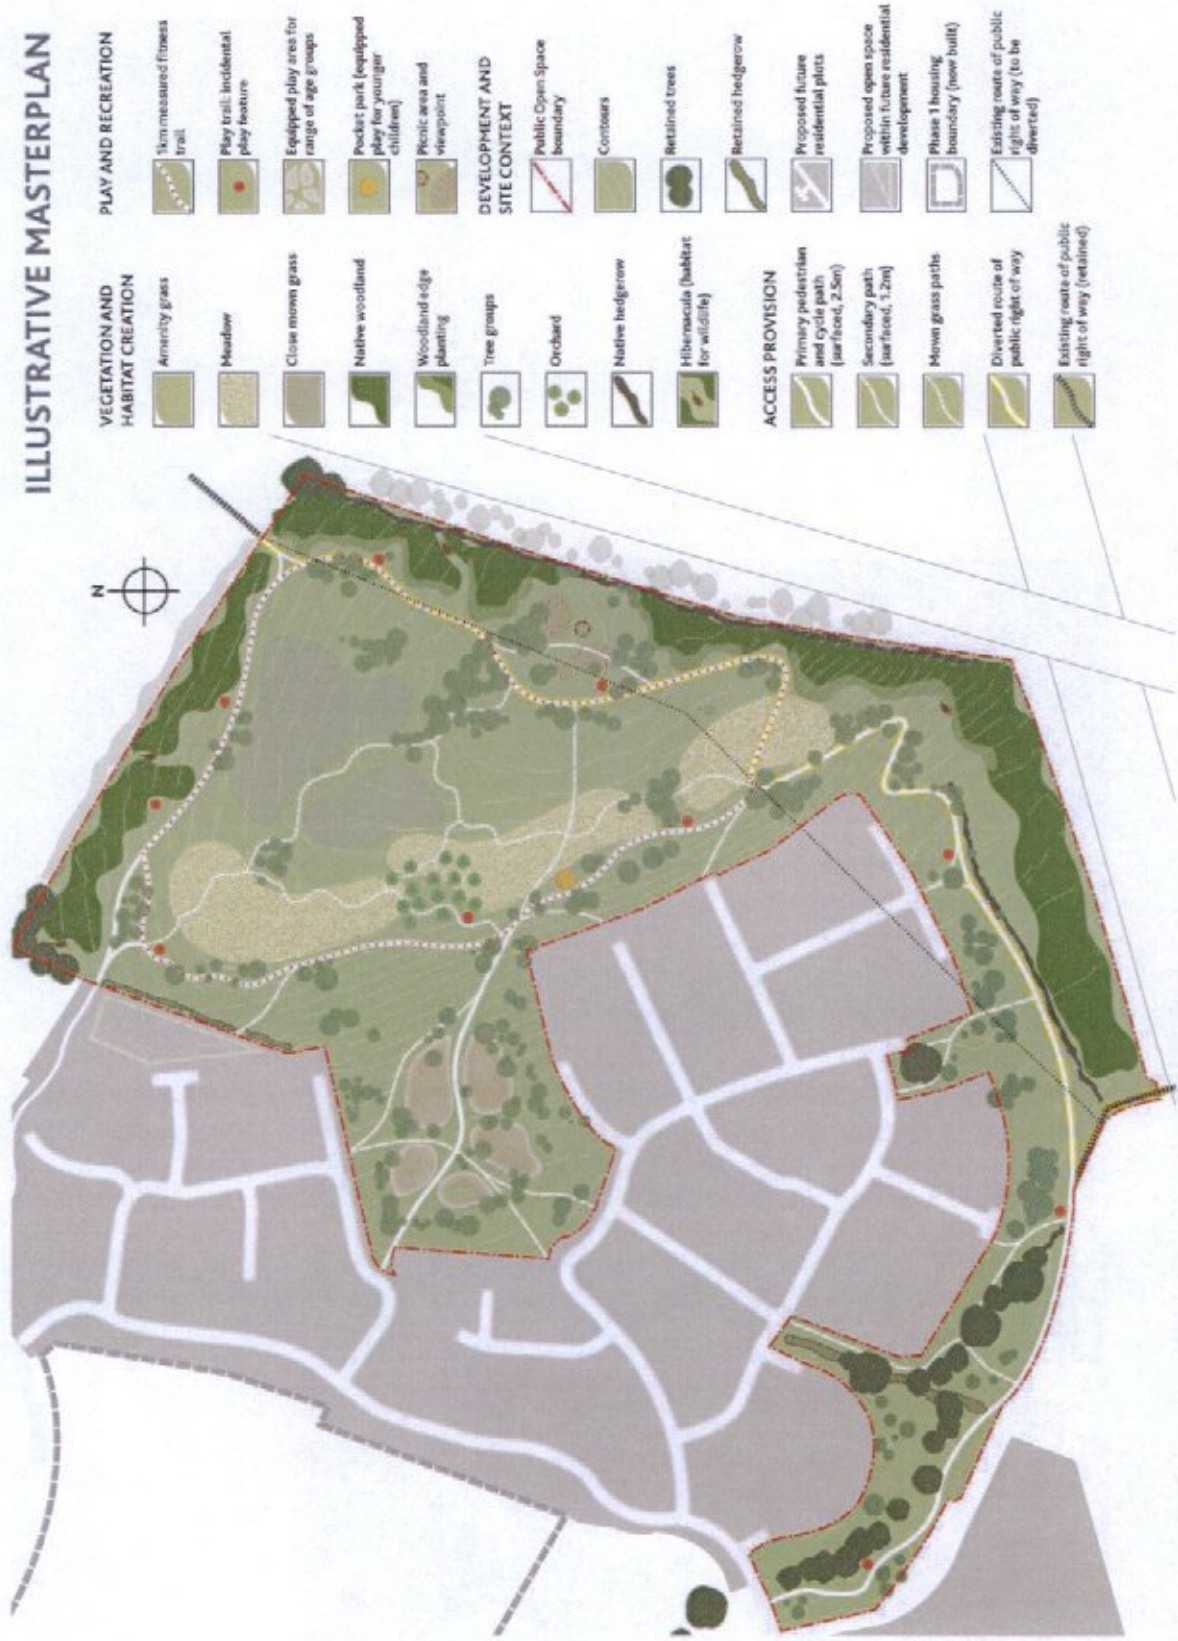 ILLUSTRATIVE MASTERPLAN
VEGETATION AND
HABITAT CREATION
Amenity grass
Meadow
Close mown grass
Native woodland
Woodland edge
planting
Tree groups
Orchard
Native hedgerow
Hibernacula (habitat
for wildlife)
ACCESS PROVISION
Primary pedestrian
and cycle path
(surfaced, 2.5m)
Secondary path
(surfaced, 1.2m)
Mown grass paths
Diverted route of
public right of way
Existing route of public
right of way (retained)
PLAY AND RECREATION
1km measured fitness
trail
Play trail: incidental
play feature
Equipped play area for
range of age groups
Pocket park (equipped
play for younger
children)
Picnic area and
viewpoint
DEVELOPMENT AND
SITE CONTEXT
Public Open Space
boundary
Contours
Retained trees
Retained hedgerow
Proposed future
residential plots
Proposed open space
within future residential
development
Phase 1 housing
boundary (now built)
Existing route of public
right of way (to be
diverted)
N